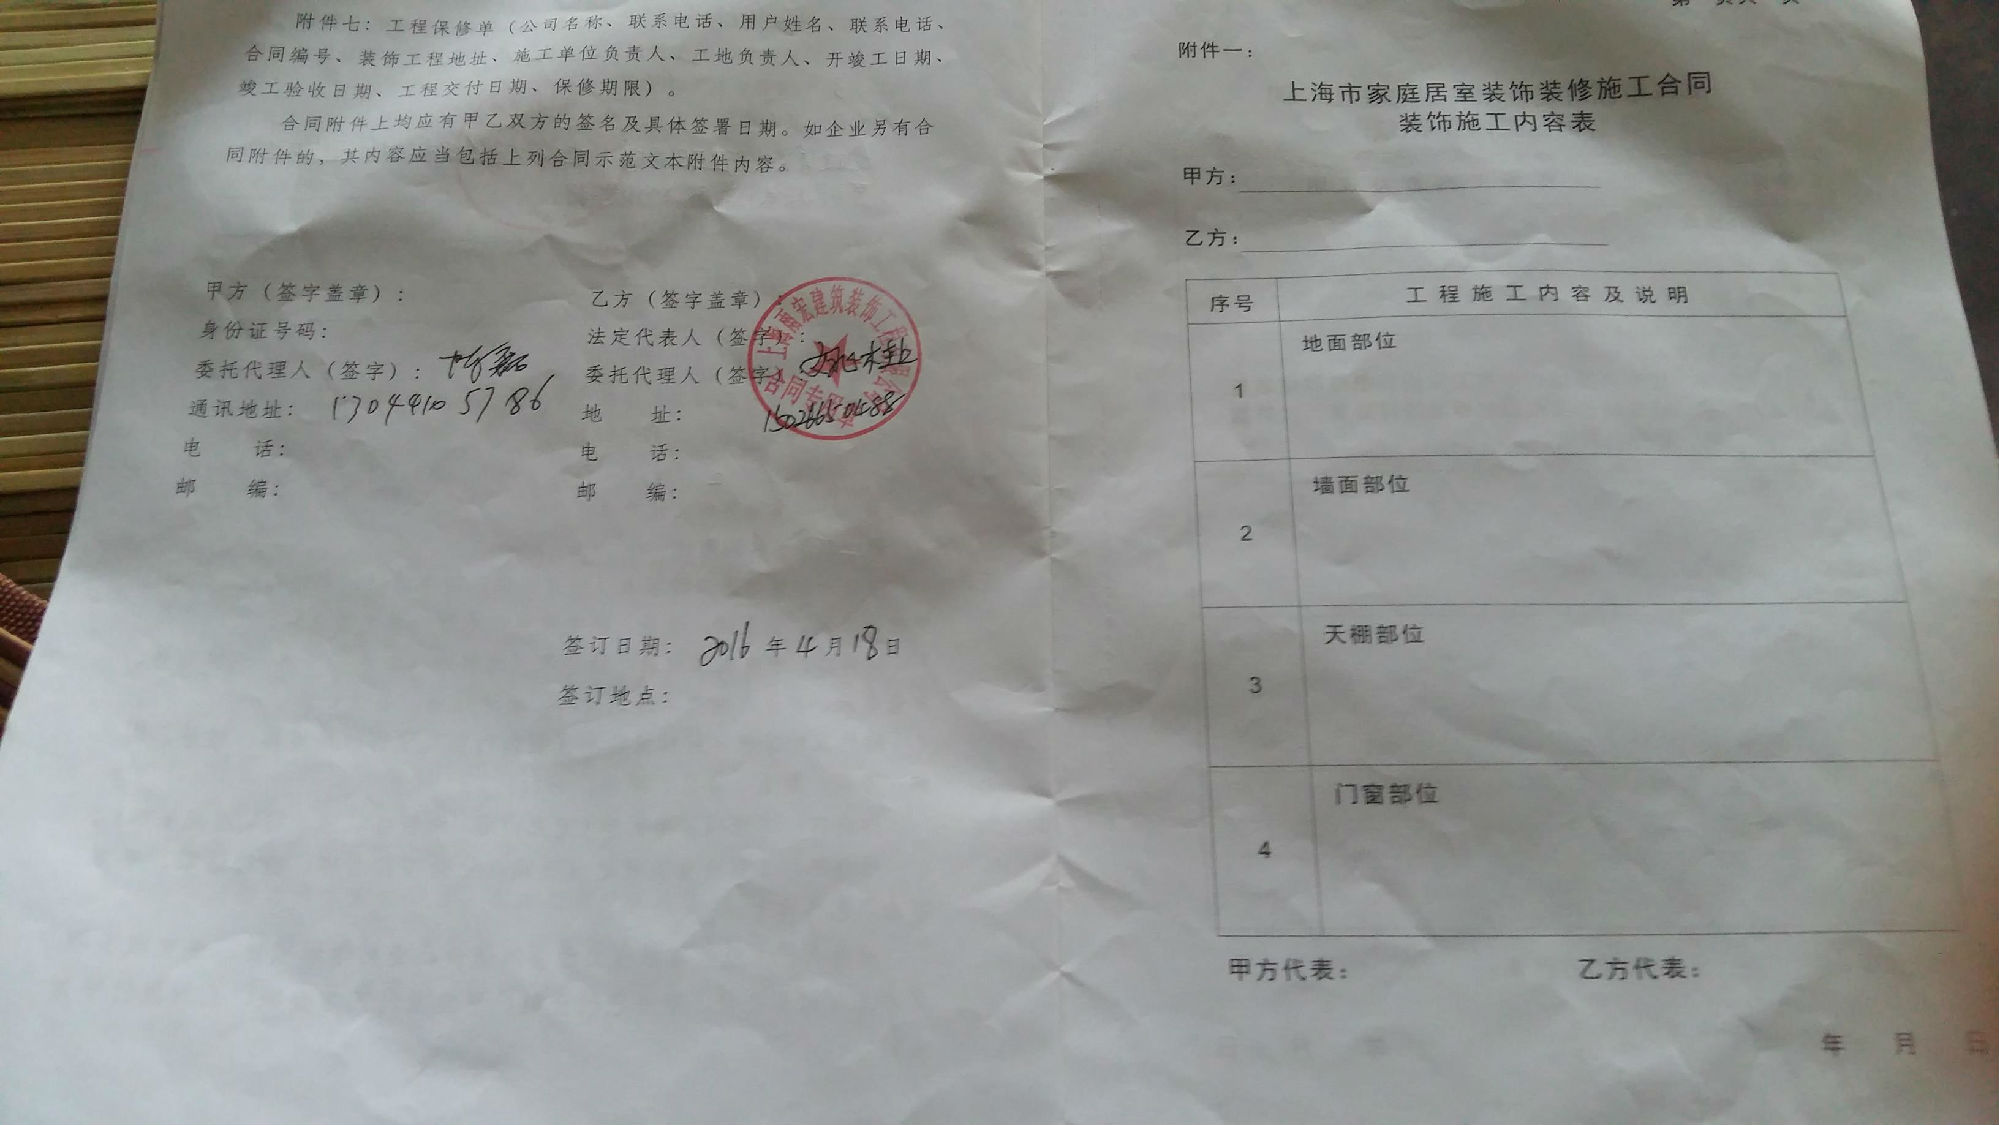 附件七：工程保修单（公司名称、联系电话、用户姓名、联系电话、
合同编号、装饰工程地址、施工单位负责人、工地负责人、开竣工日期、
竣工验收日期、工程交付日期、保修期限）。
合同附件上均应有甲乙双方的签名及具体签署日期。如企业另有合
同附件的，其内容应当包括上列合同示范文本附件内容。
甲方（签字盖章）：
身份证号码：
委托代理人（签字）：
通讯地址：13044105786
电 话：
邮 编：
乙方（签字盖章）：
法定代表人（签字）：
委托代理人（签字）
地 址：
电 话：
邮 编：
宏建筑装饰工程
合同专用章
签订日期：2016年4月18日
签订地点：
附件一：
上海市家庭居室装饰装修施工合同
装饰施工内容表
甲方：
乙方：
序号 工程施工内容及说明
1 地面部位
2 墙面部位
3 天棚部位
4 门窗部位
甲方代表： 乙方代表：
年 月 日